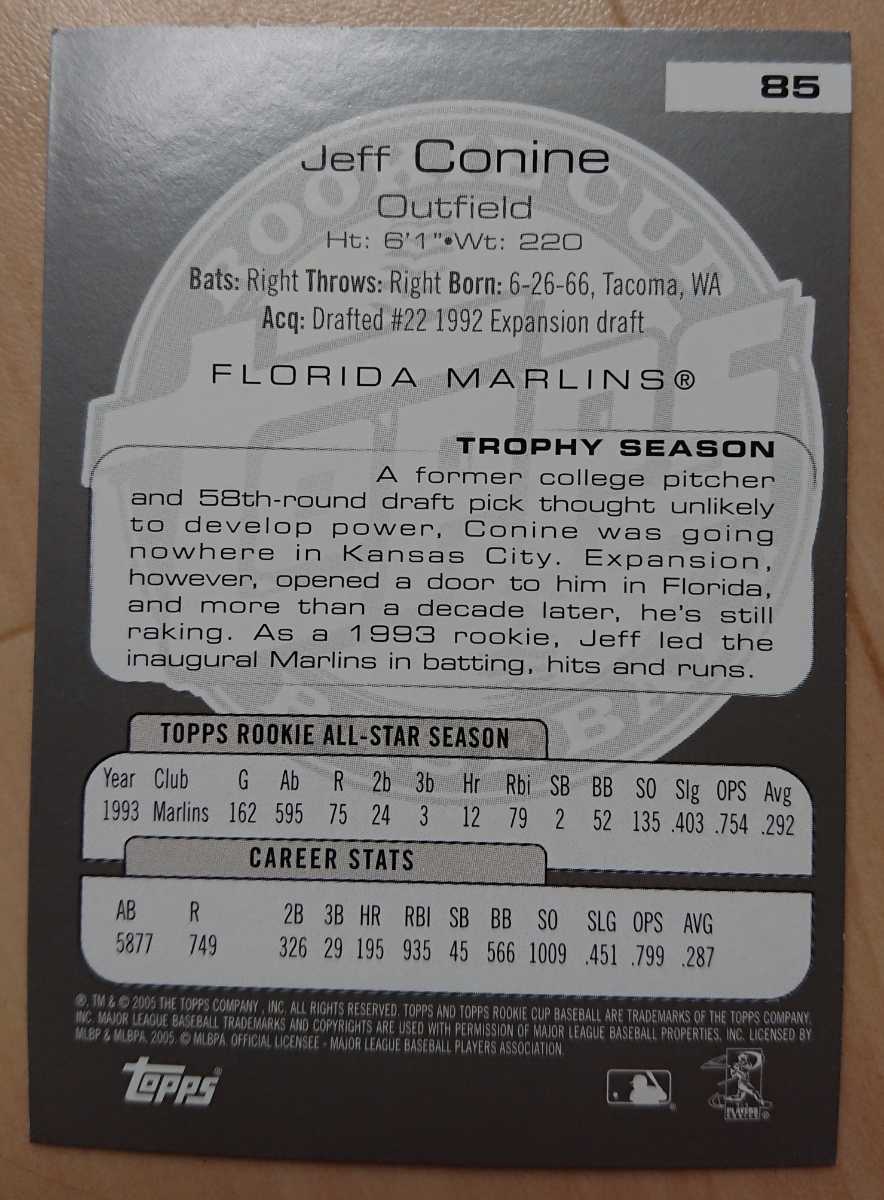 85
Jeff Conine
Outfield
Ht: 6'1"•Wt: 220
Bats: Right Throws: Right Born: 6-26-66, Tacoma, WA
Acq: Drafted #22 1992 Expansion draft
FLORIDA MARLINS®
TROPHY SEASON
A former college pitcher
and 58th-round draft pick thought unlikely
to develop power, Conine was going
nowhere in Kansas City. Expansion,
however, opened a door to him in Florida,
and more than a decade later, he's still
raking. As a 1993 rookie, Jeff led the
inaugural Marlins in batting, hits and runs.
TOPPS ROOKIE ALL-STAR SEASON
Year Club G Ab R 2b 3b Hr Rbi SB BB SO Slg OPS Avg
1993 Marlins 162 595 75 24 3 12 79 2 52 135 .403 .754 .292
CAREER STATS
AB R 2B 3B HR RBI SB BB SO SLG OPS AVG
5877 749 326 29 195 935 45 566 1009 .451 .799 .287
®, TM & © 2005 THE TOPPS COMPANY, INC. ALL RIGHTS RESERVED. TOPPS AND TOPPS ROOKIE CUP BASEBALL ARE TRADEMARKS OF THE TOPPS COMPANY,
INC. MAJOR LEAGUE BASEBALL TRADEMARKS AND COPYRIGHTS ARE USED WITH PERMISSION OF MAJOR LEAGUE BASEBALL PROPERTIES, INC. LICENSED BY
MLBP & MLBPA, 2005. © MLBPA. OFFICIAL LICENSEE - MAJOR LEAGUE BASEBALL PLAYERS ASSOCIATION.
Topps®